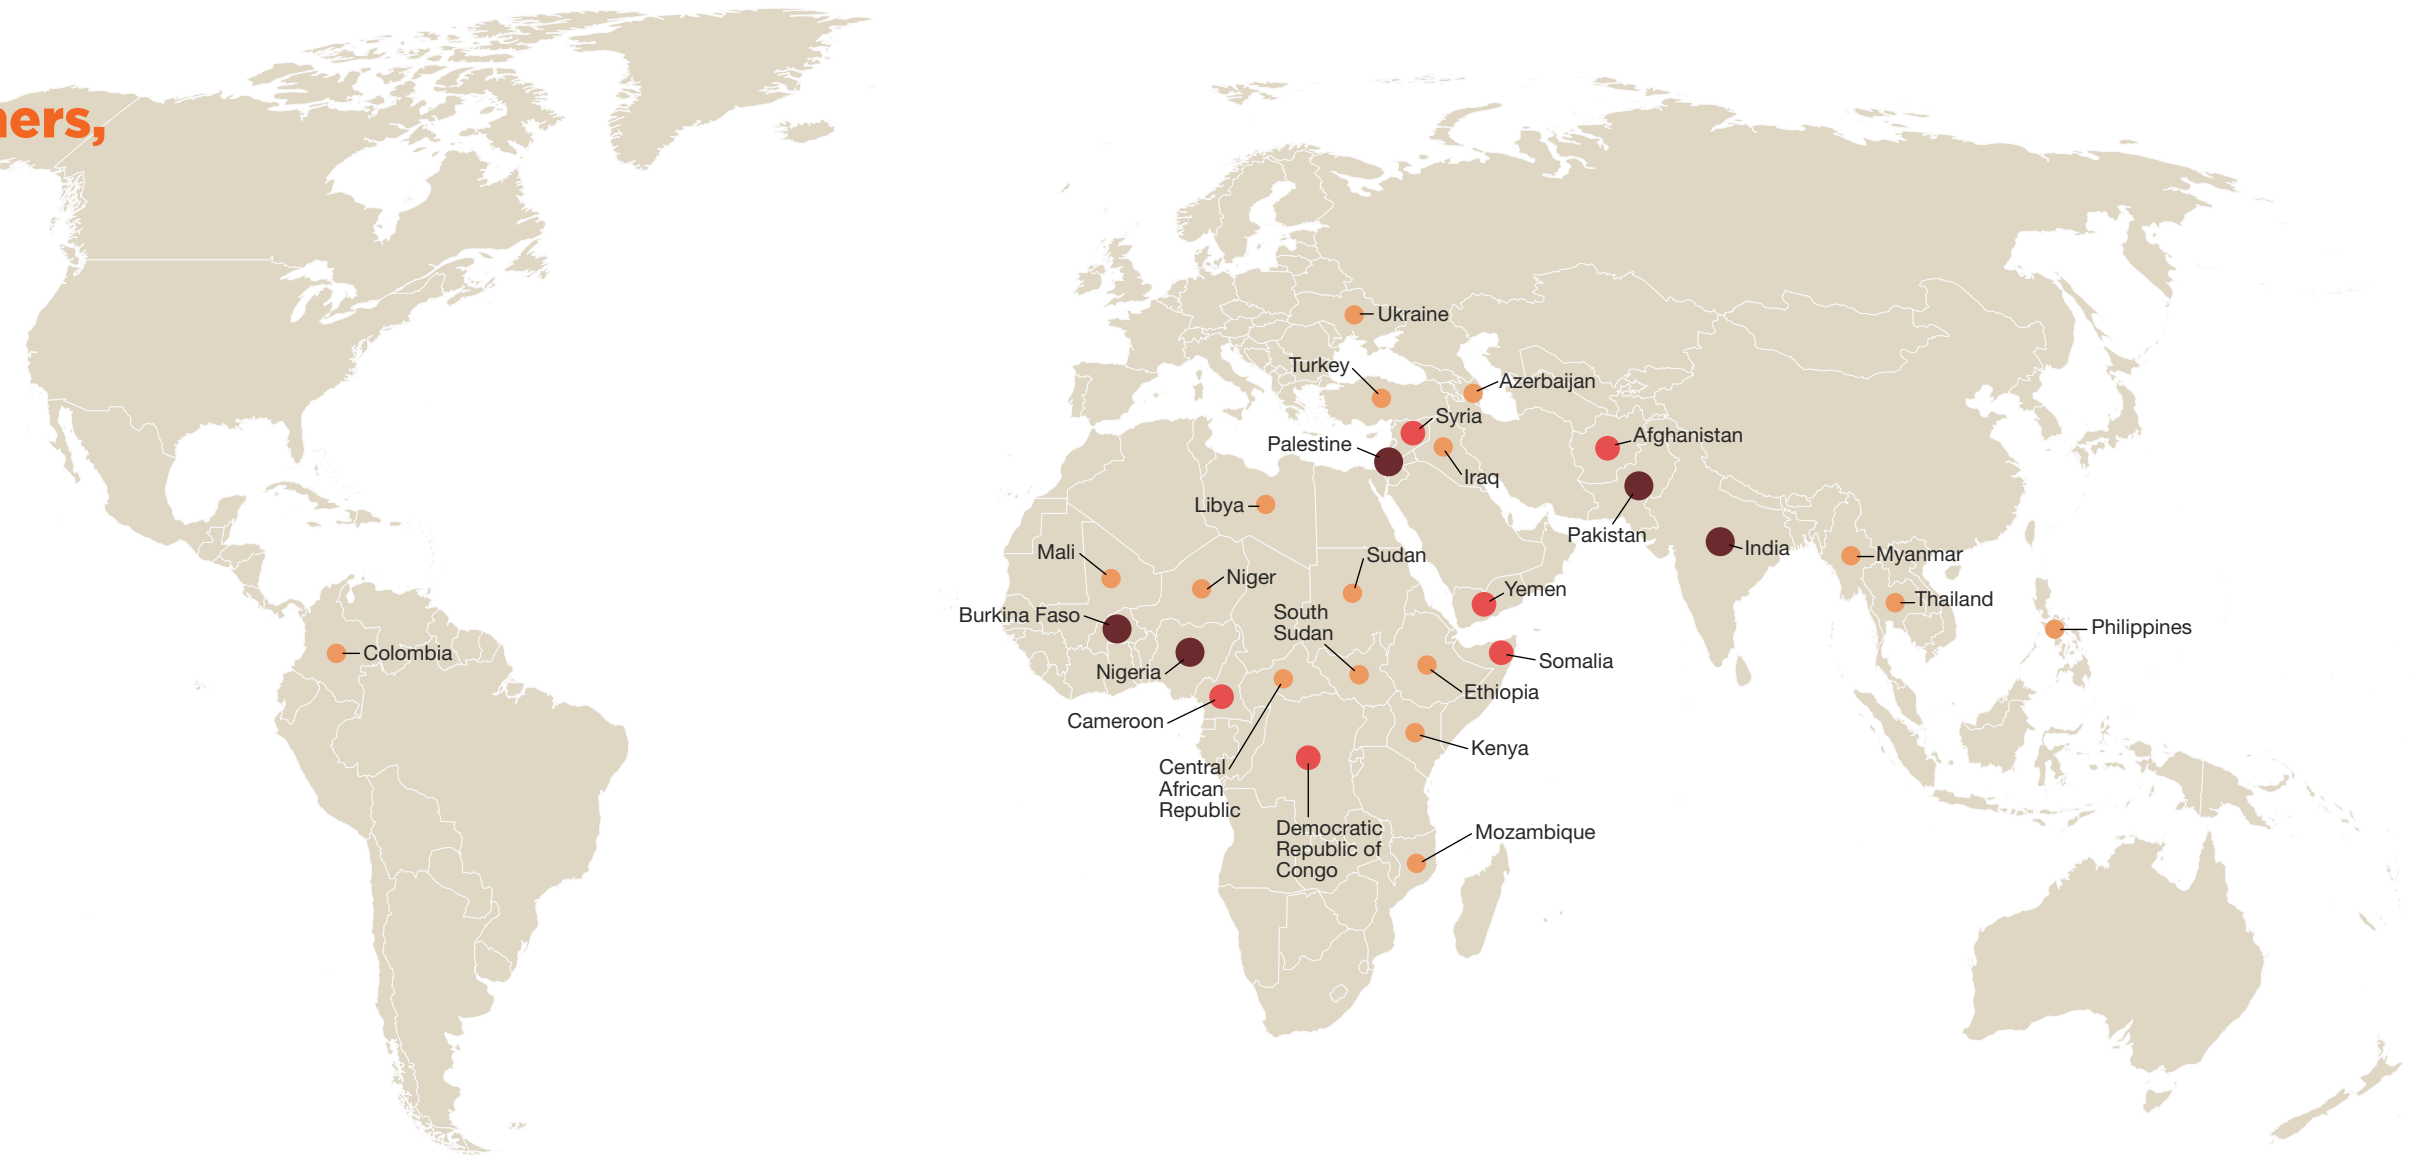 ners,
Ukraine
Turkey
Azerbaijan
Syria
Palestine
Afghanistan
Iraq
Libya
Pakistan
India
Mali
Sudan
Myanmar
Niger
Yemen
Thailand
Burkina Faso
South
Sudan
Philippines
Colombia
Somalia
Nigeria
Ethiopia
Cameroon
Kenya
Central
African
Republic
Democratic
Republic of
Congo
Mozambique